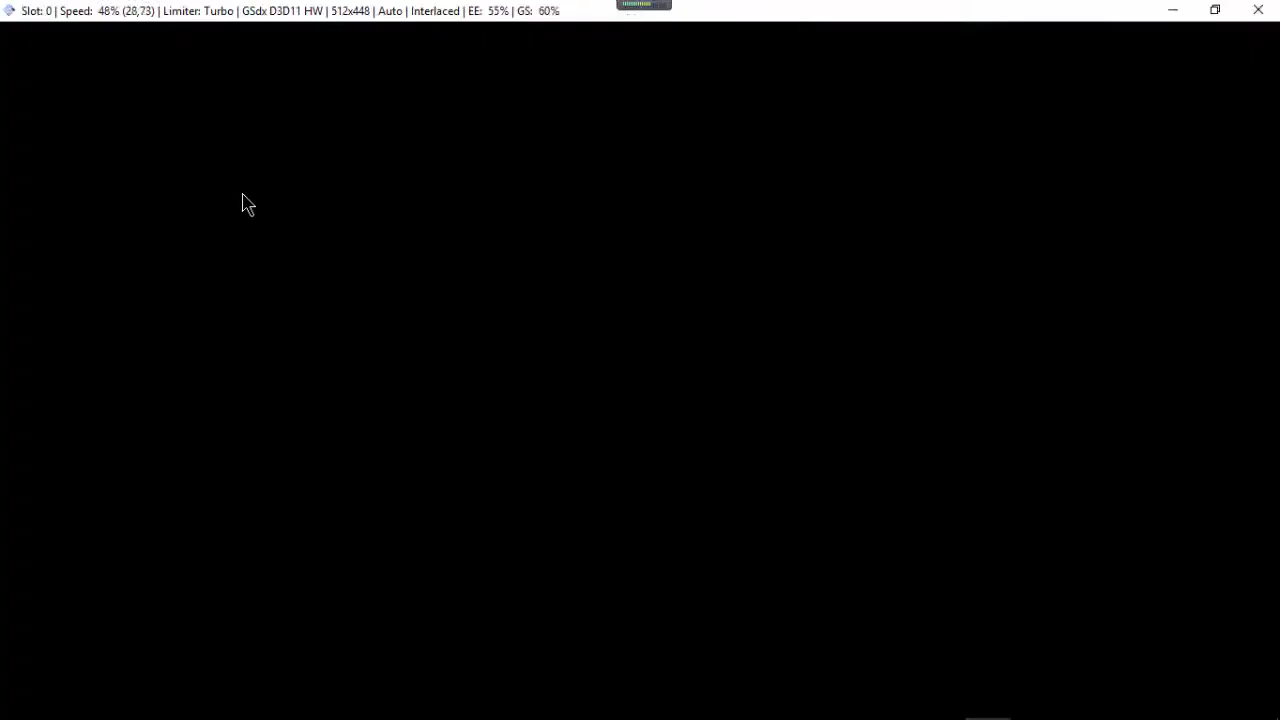 Slot: 0 | Speed: 48% (28,73) | Limiter: Turbo | GSdx D3D11 HW | 512x448 | Auto | Interlaced | EE: 55% | GS: 60%